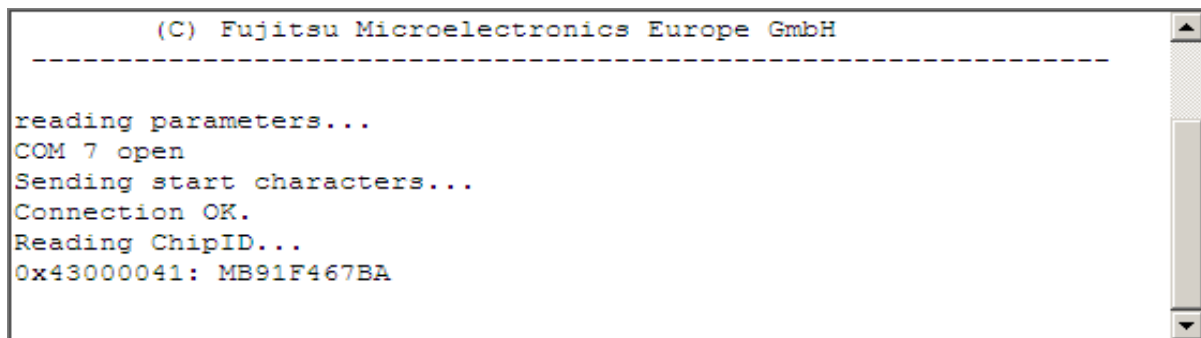 (C) Fujitsu Microelectronics Europe GmbH
---------------------------------------------------------------
reading parameters...
COM 7 open
Sending start characters...
Connection OK.
Reading ChipID...
0x43000041: MB91F467BA